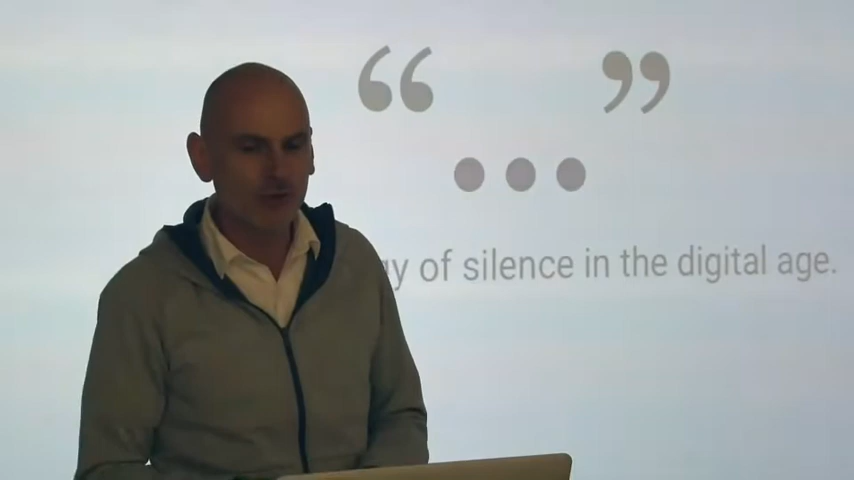 “ ”
...
of silence in the digital age.